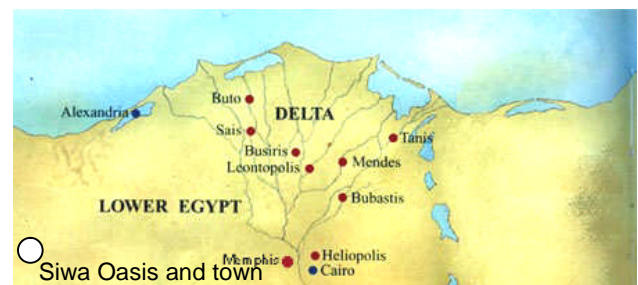 Alexandria
Buto
DELTA
Sais
Tanis
Busiris
Mendes
Leontopolis
Bubastis
LOWER EGYPT
Memphis
Heliopolis
Siwa Oasis and town
Cairo